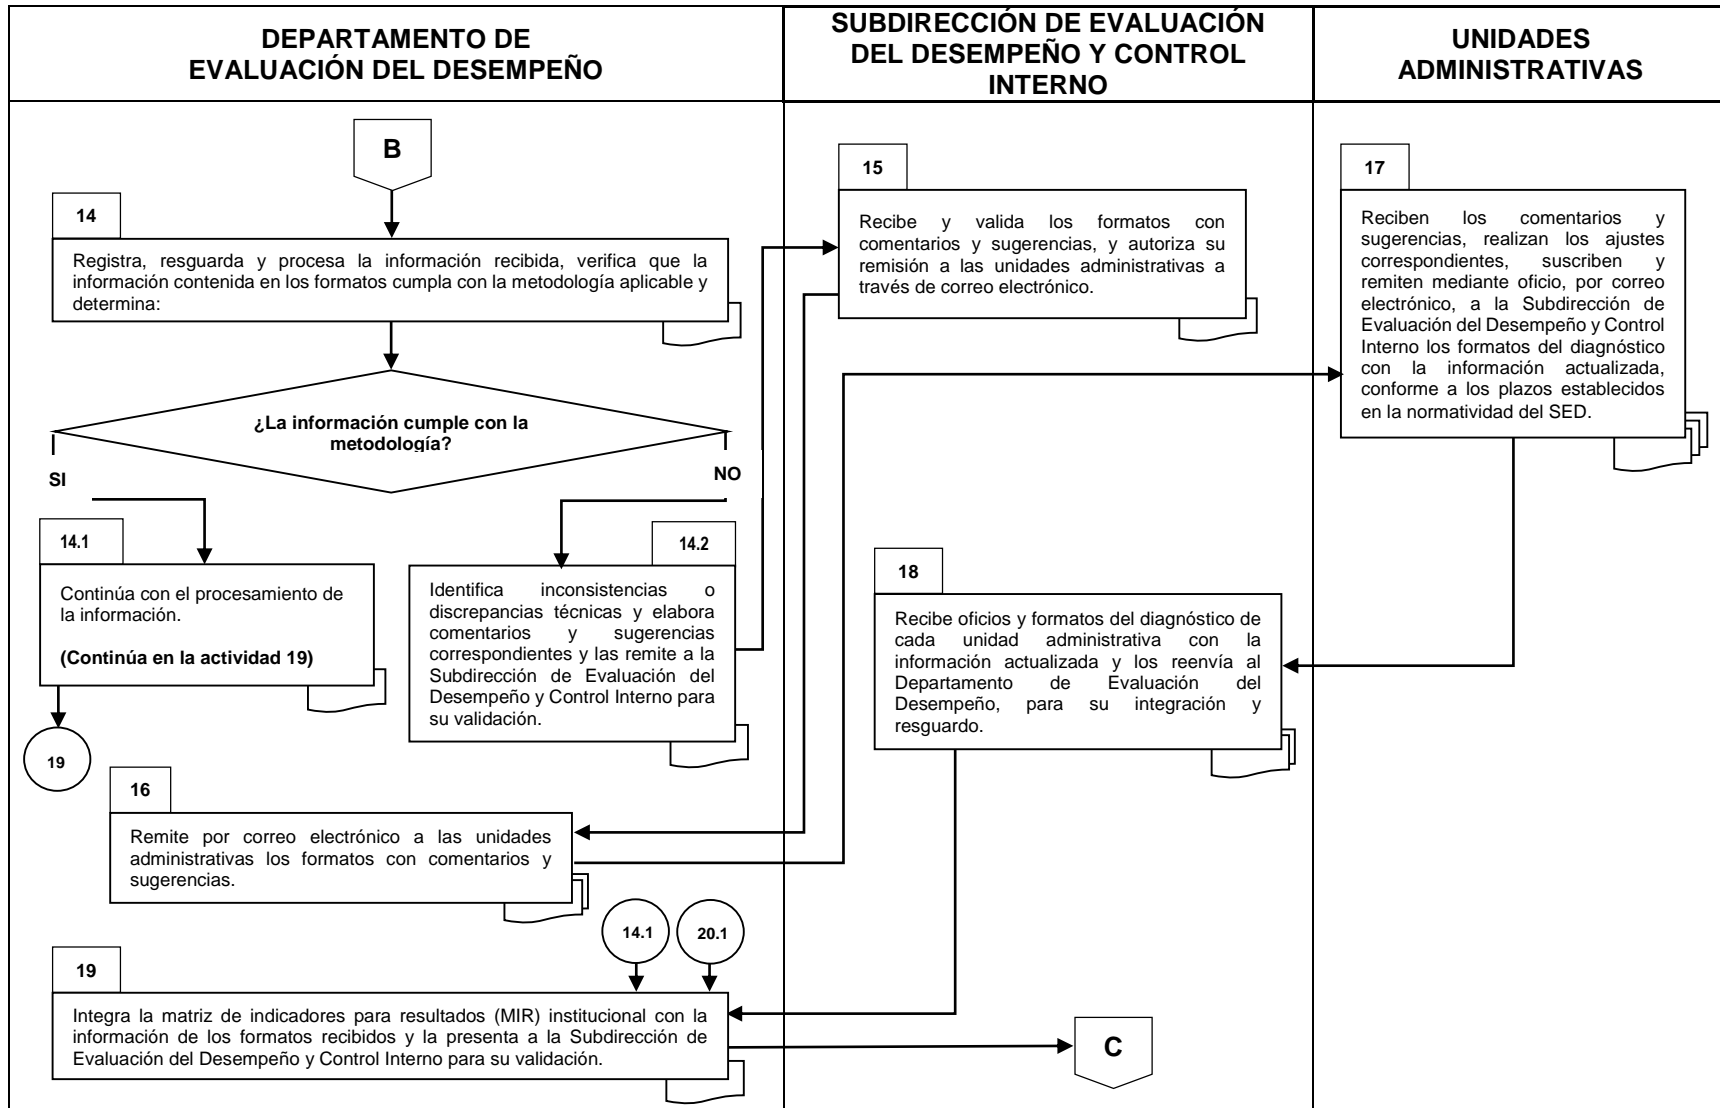 DEPARTAMENTO DE
EVALUACIÓN DEL DESEMPEÑO
SUBDIRECCIÓN DE EVALUACIÓN
DEL DESEMPEÑO Y CONTROL
INTERNO
UNIDADES
ADMINISTRATIVAS
B
14
Registra, resguarda y procesa la información recibida, verifica que la
información contenida en los formatos cumpla con la metodología aplicable y
determina:
¿La información cumple con la
metodología?
SI
NO
14.1
Continúa con el procesamiento de
la información.
(Continúa en la actividad 19)
19
14.2
Identifica inconsistencias o
discrepancias técnicas y elabora
comentarios y sugerencias
correspondientes y las remite a la
Subdirección de Evaluación del
Desempeño y Control Interno para
su validación.
15
Recibe y valida los formatos con
comentarios y sugerencias, y autoriza su
remisión a las unidades administrativas a
través de correo electrónico.
16
Remite por correo electrónico a las unidades
administrativas los formatos con comentarios y
sugerencias.
17
Reciben los comentarios y
sugerencias, realizan los ajustes
correspondientes, suscriben y
remiten mediante oficio, por correo
electrónico, a la Subdirección de
Evaluación del Desempeño y Control
Interno los formatos del diagnóstico
con la información actualizada,
conforme a los plazos establecidos
en la normatividad del SED.
18
Recibe oficios y formatos del diagnóstico de
cada unidad administrativa con la
información actualizada y los reenvía al
Departamento de Evaluación del
Desempeño, para su integración y
resguardo.
14.1
20.1
19
Integra la matriz de indicadores para resultados (MIR) institucional con la
información de los formatos recibidos y la presenta a la Subdirección de
Evaluación del Desempeño y Control Interno para su validación.
C